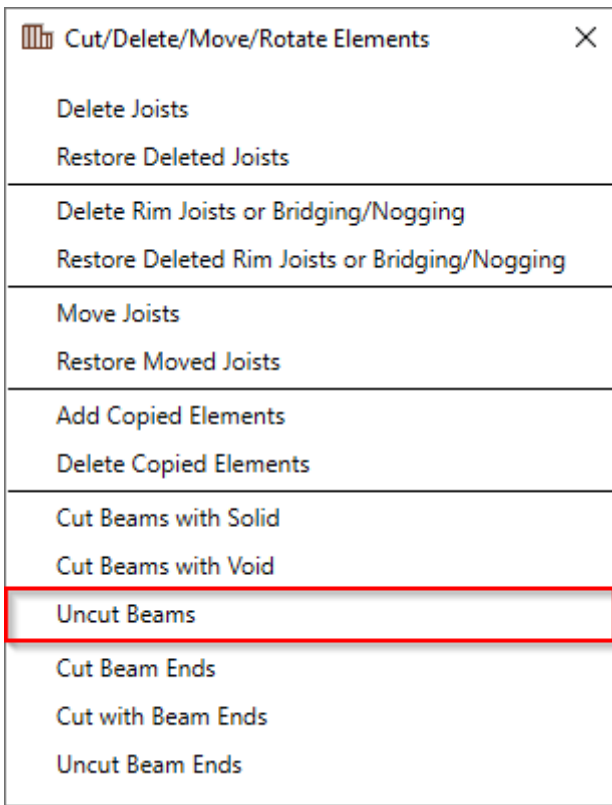 Cut/Delete/Move/Rotate Elements
Delete Joists
Restore Deleted Joists
Delete Rim Joists or Bridging/Nogging
Restore Deleted Rim Joists or Bridging/Nogging
Move Joists
Restore Moved Joists
Add Copied Elements
Delete Copied Elements
Cut Beams with Solid
Cut Beams with Void
Uncut Beams
Cut Beam Ends
Cut with Beam Ends
Uncut Beam Ends